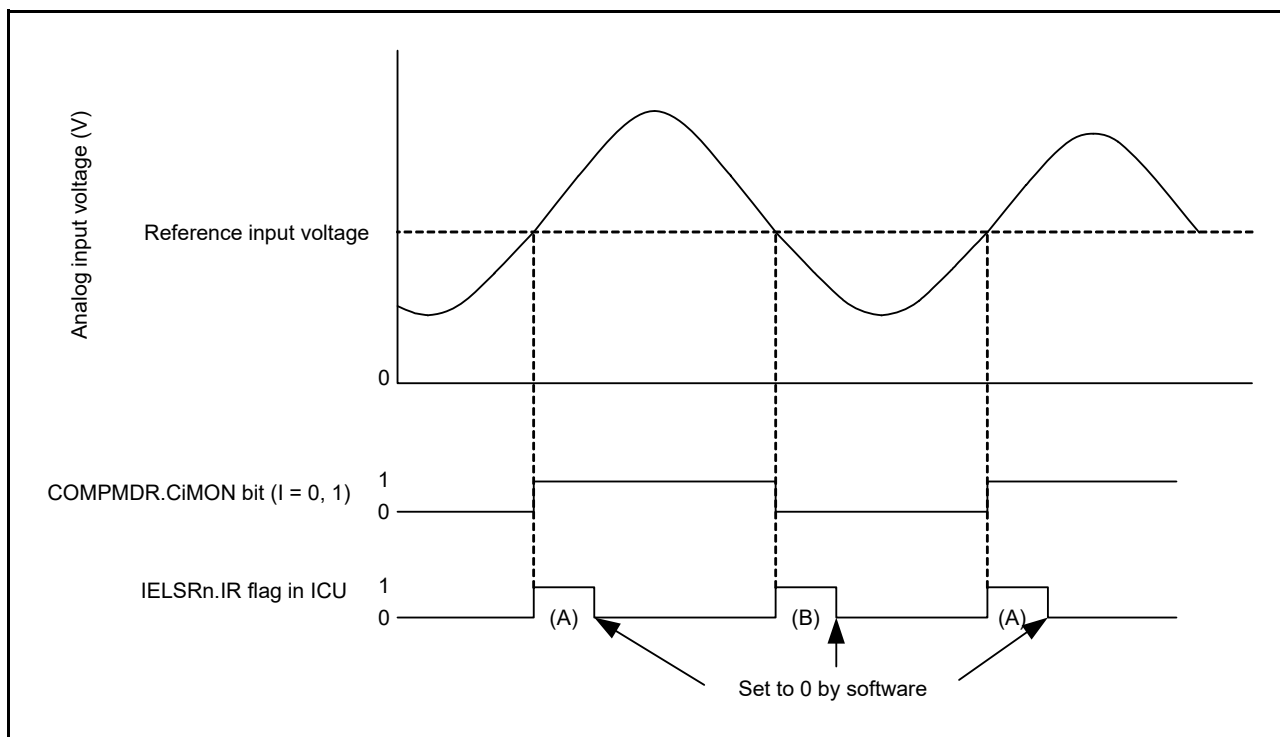 Analog input voltage (V)
Reference input voltage
0
COMPMDR.CiMON bit (I = 0, 1)
1
0
IELSRn.IR flag in ICU
1
0
(A)
(B)
(A)
Set to 0 by software